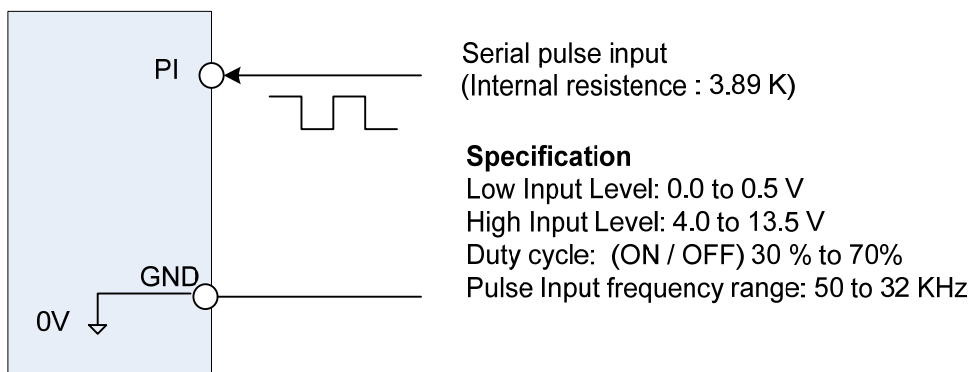 PI
Serial pulse input
(Internal resistence : 3.89 K)
Specification
Low Input Level: 0.0 to 0.5 V
High Input Level: 4.0 to 13.5 V
Duty cycle: (ON / OFF) 30 % to 70%
Pulse Input frequency range: 50 to 32 KHz
GND
0V